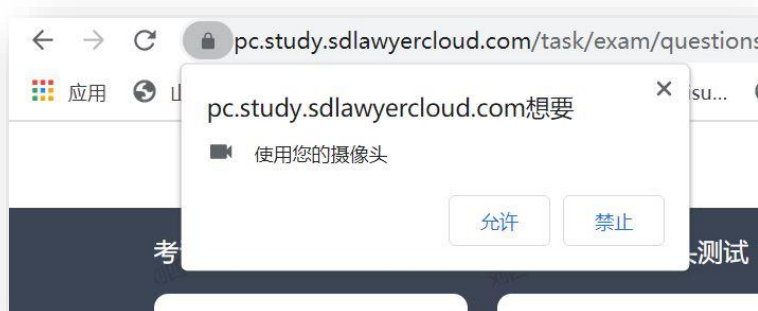 pc.study.sdlawyercloud.com/task/exam/questions
应用
isu...
pc.study.sdlawyercloud.com想要
使用您的摄像头
允许
禁止
考
测试